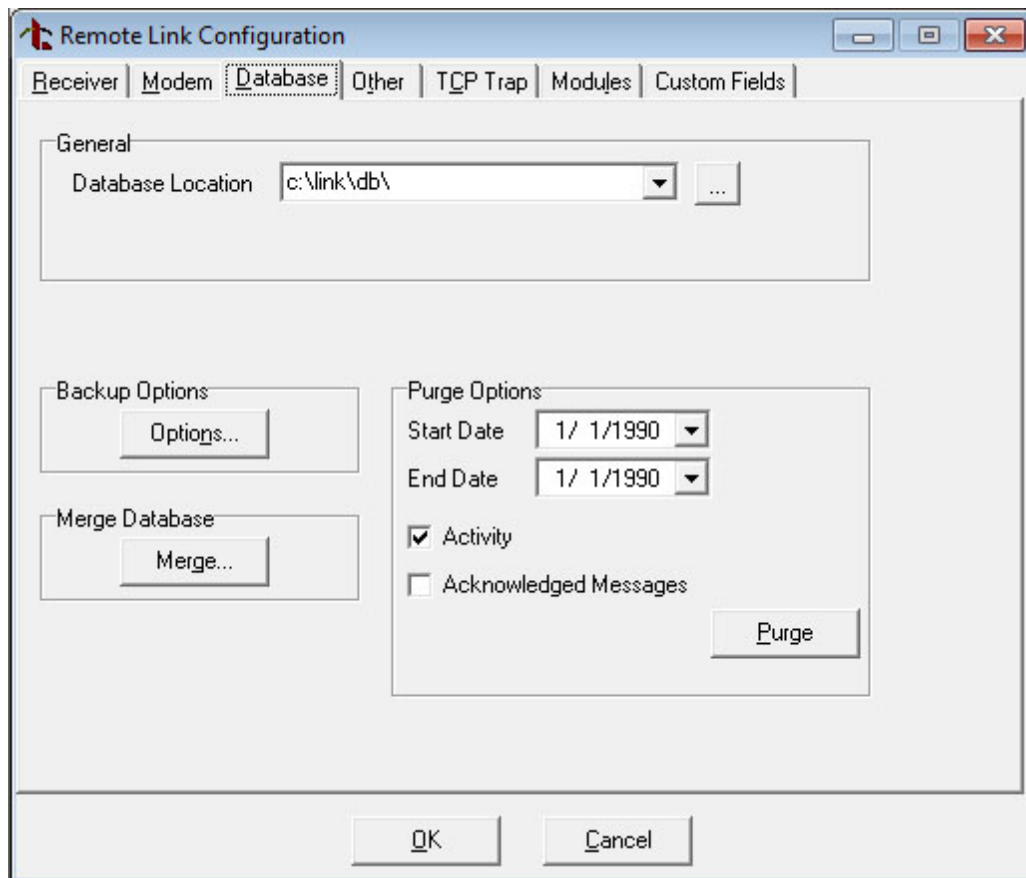 Remote Link Configuration
Receiver Modem Database Other TCP Trap Modules Custom Fields
General
Database Location c:\link\db\ ...
Backup Options
Options...
Merge Database
Merge...
Purge Options
Start Date 1/ 1/1990
End Date 1/ 1/1990
Activity
Acknowledged Messages
Purge
OK Cancel